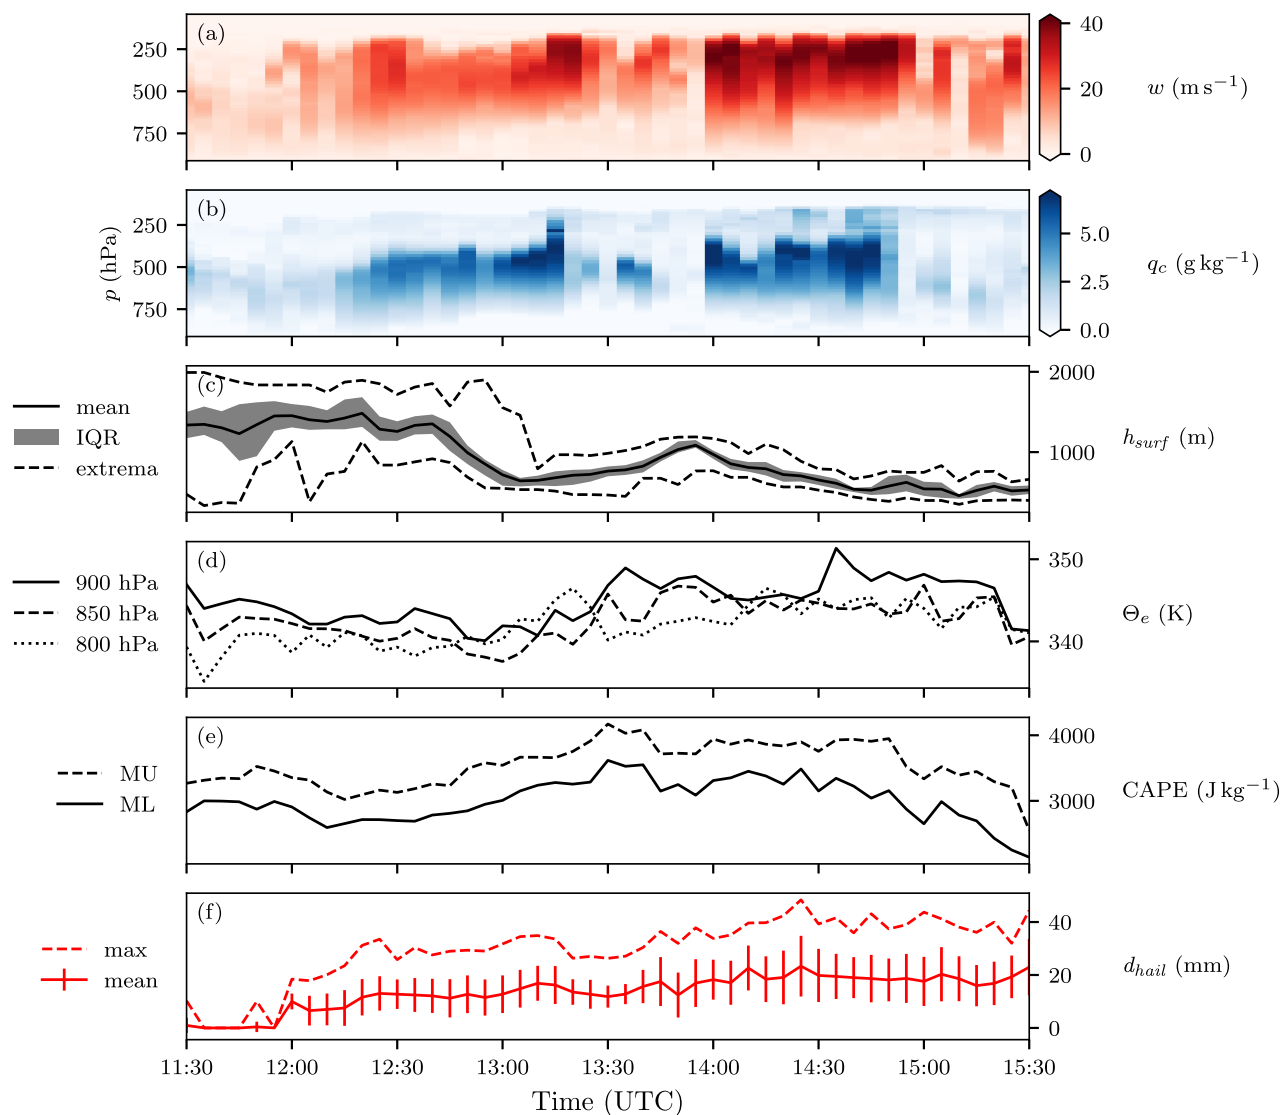 (a)
250
500
750
40
20
0
w (m s⁻¹)
(b)
250
500
750
p (hPa)
5.0
2.5
0.0
q_c (g kg⁻¹)
(c)
mean
IQR
extrema
2000
1000
h_surf (m)
(d)
900 hPa
850 hPa
800 hPa
350
340
Θ_e (K)
(e)
MU
ML
4000
3000
CAPE (J kg⁻¹)
(f)
max
mean
40
20
0
d_hail (mm)
11:30 12:00 12:30 13:00 13:30 14:00 14:30 15:00 15:30
Time (UTC)